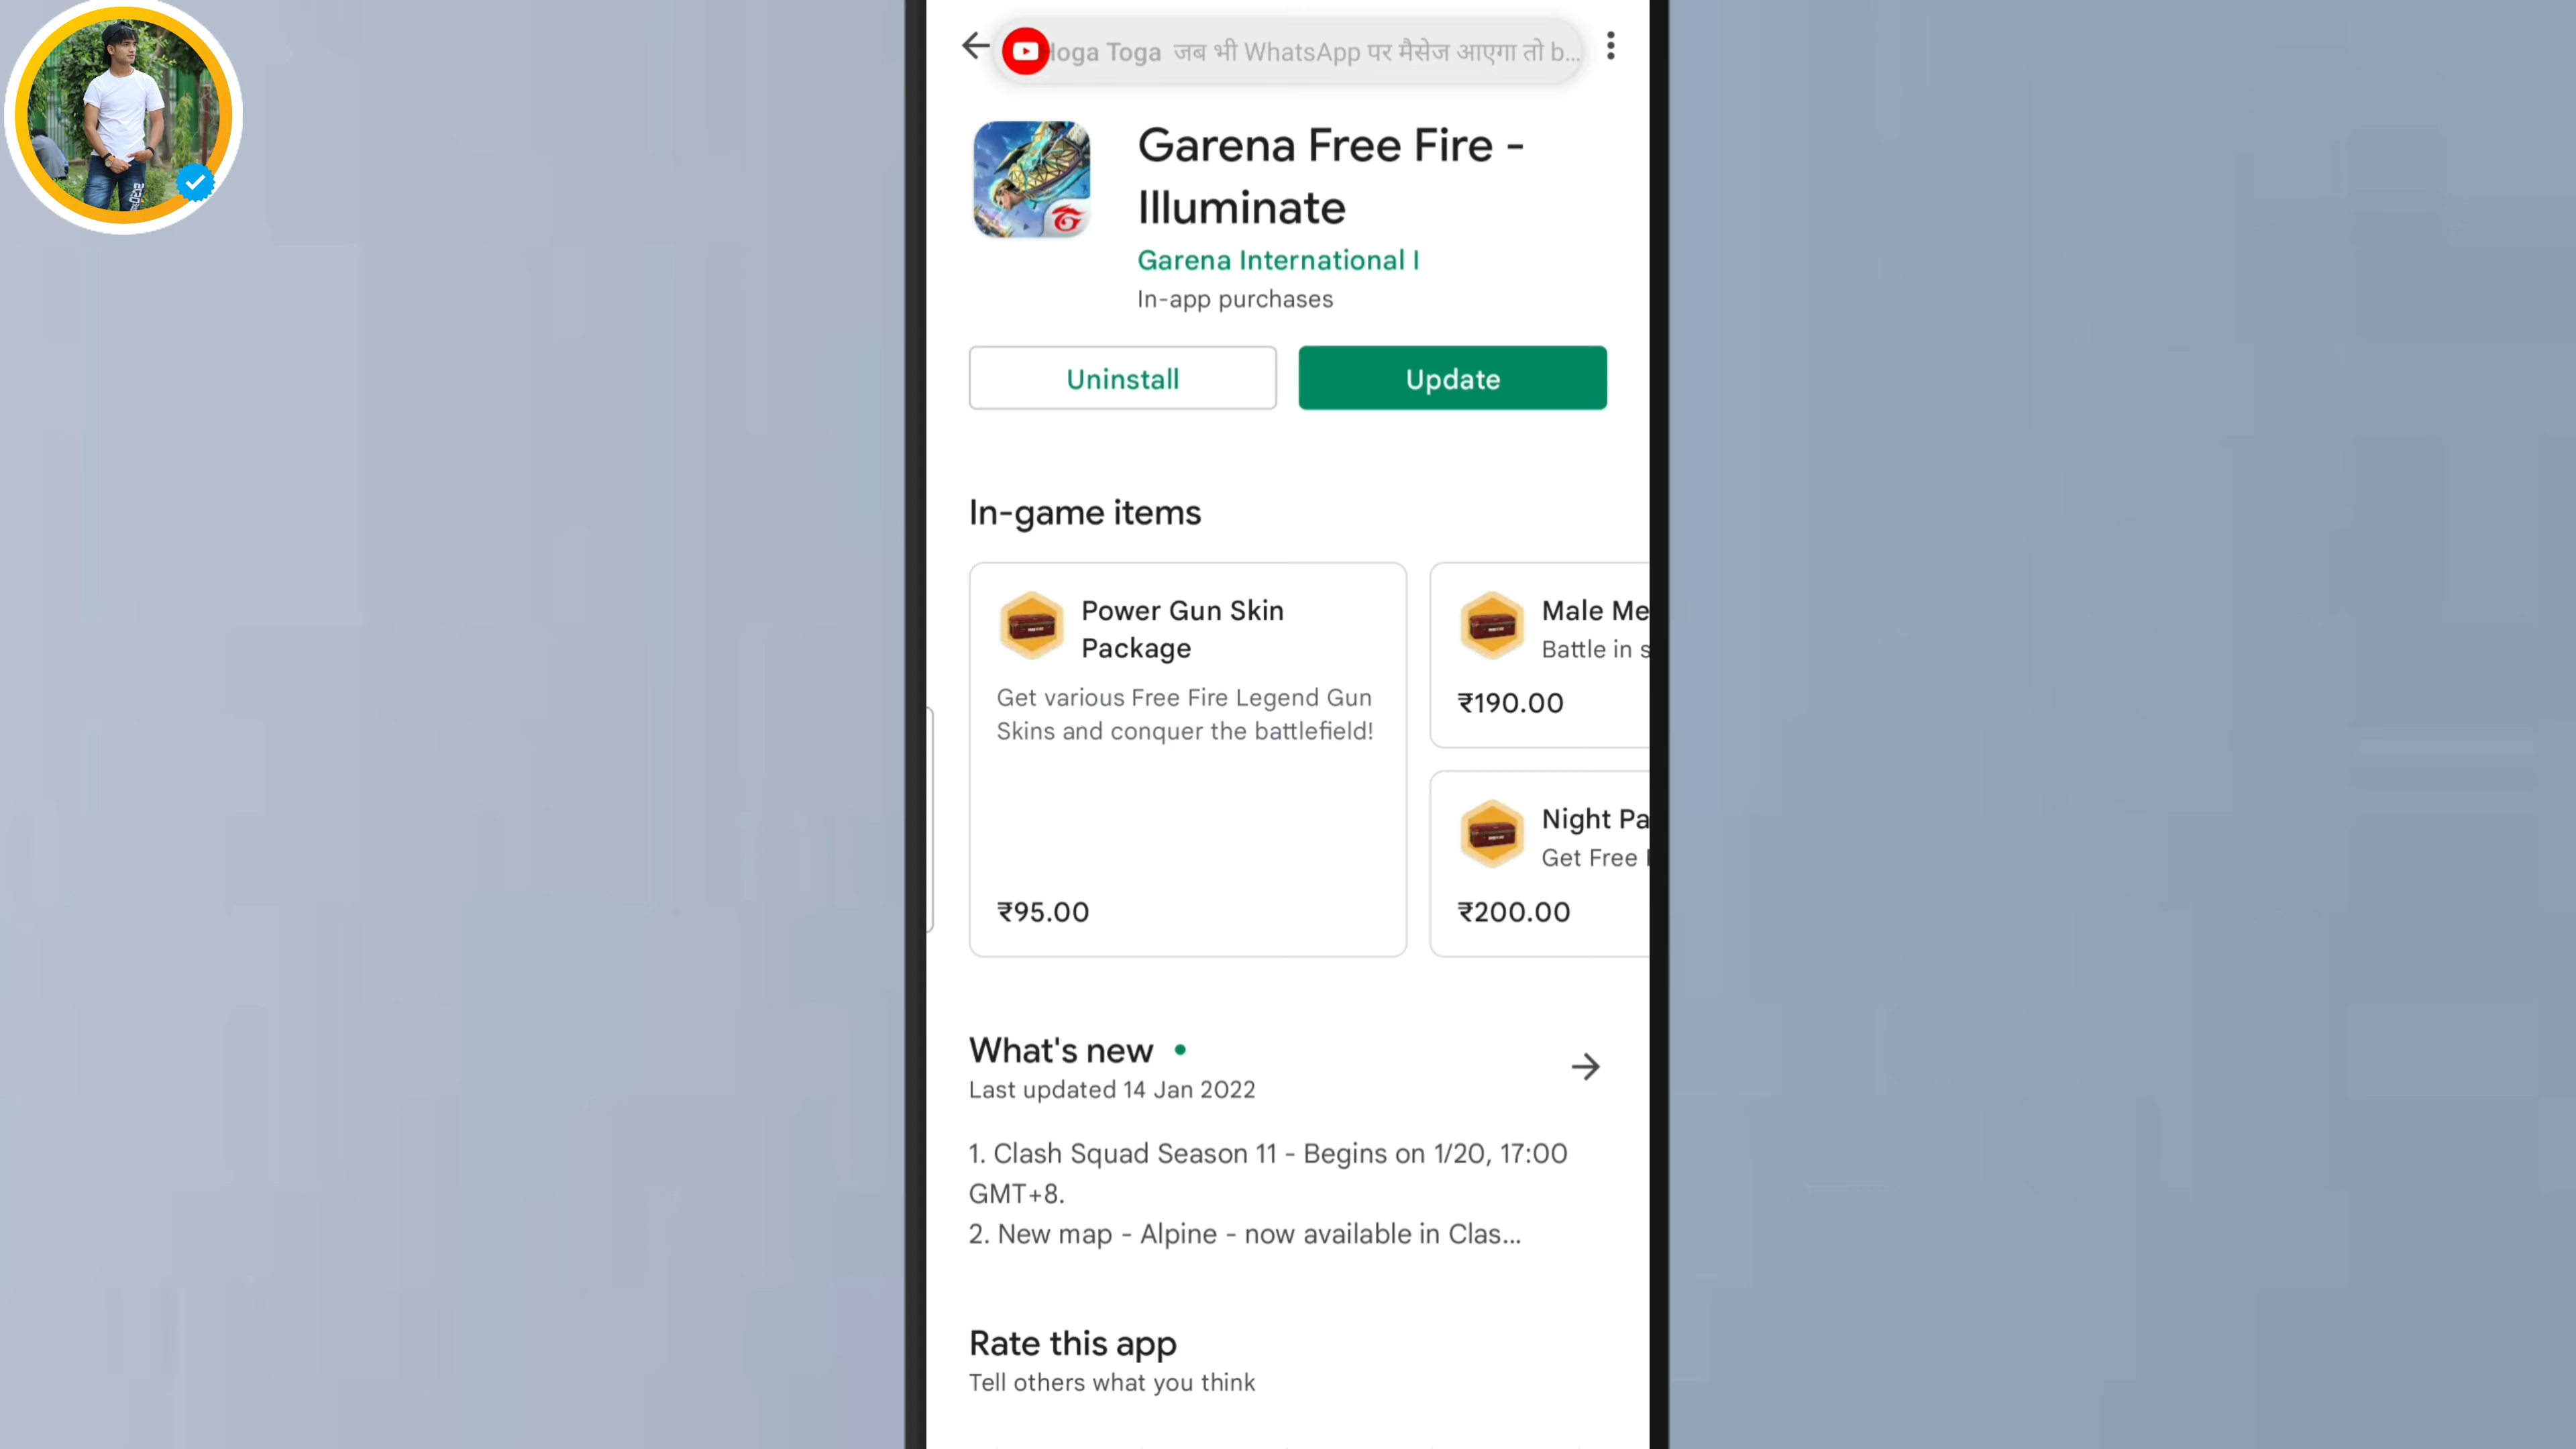 loga Toga जब भी WhatsApp पर मैसेज आएगा तो b...
Garena Free Fire -
Illuminate
Garena International I
In-app purchases
Uninstall
Update
In-game items
Power Gun Skin
Package
Get various Free Fire Legend Gun
Skins and conquer the battlefield!
₹95.00
Male Me
Battle in s
₹190.00
Night Pa
Get Free
₹200.00
What's new
Last updated 14 Jan 2022
1. Clash Squad Season 11 - Begins on 1/20, 17:00
GMT+8.
2. New map - Alpine - now available in Clas...
Rate this app
Tell others what you think